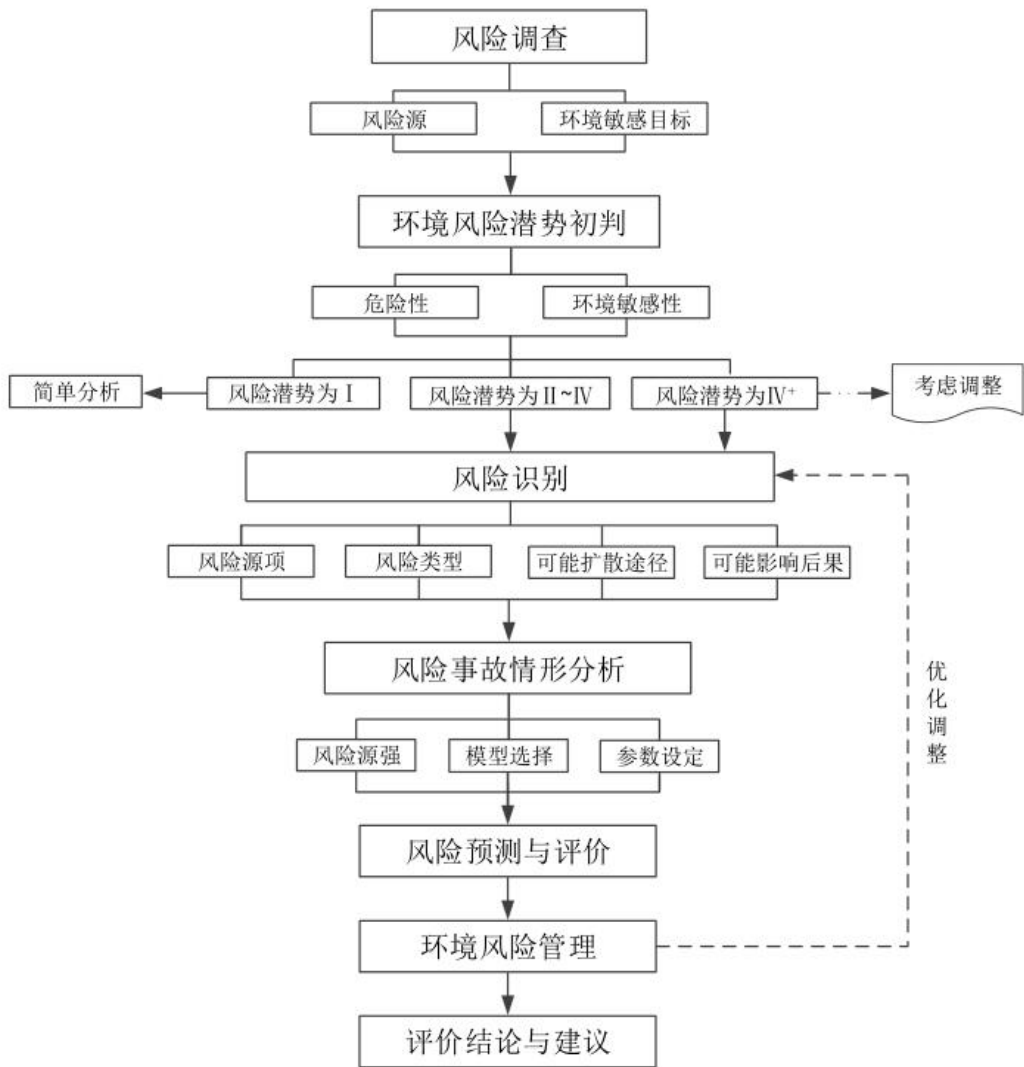 风险调查
风险源
环境敏感目标
环境风险潜势初判
危险性
环境敏感性
简单分析
风险潜势为Ⅰ
风险潜势为Ⅱ~Ⅳ
风险潜势为Ⅳ⁺
考虑调整
风险识别
风险源项
风险类型
可能扩散途径
可能影响后果
风险事故情形分析
优化调整
风险源强
模型选择
参数设定
风险预测与评价
环境风险管理
评价结论与建议